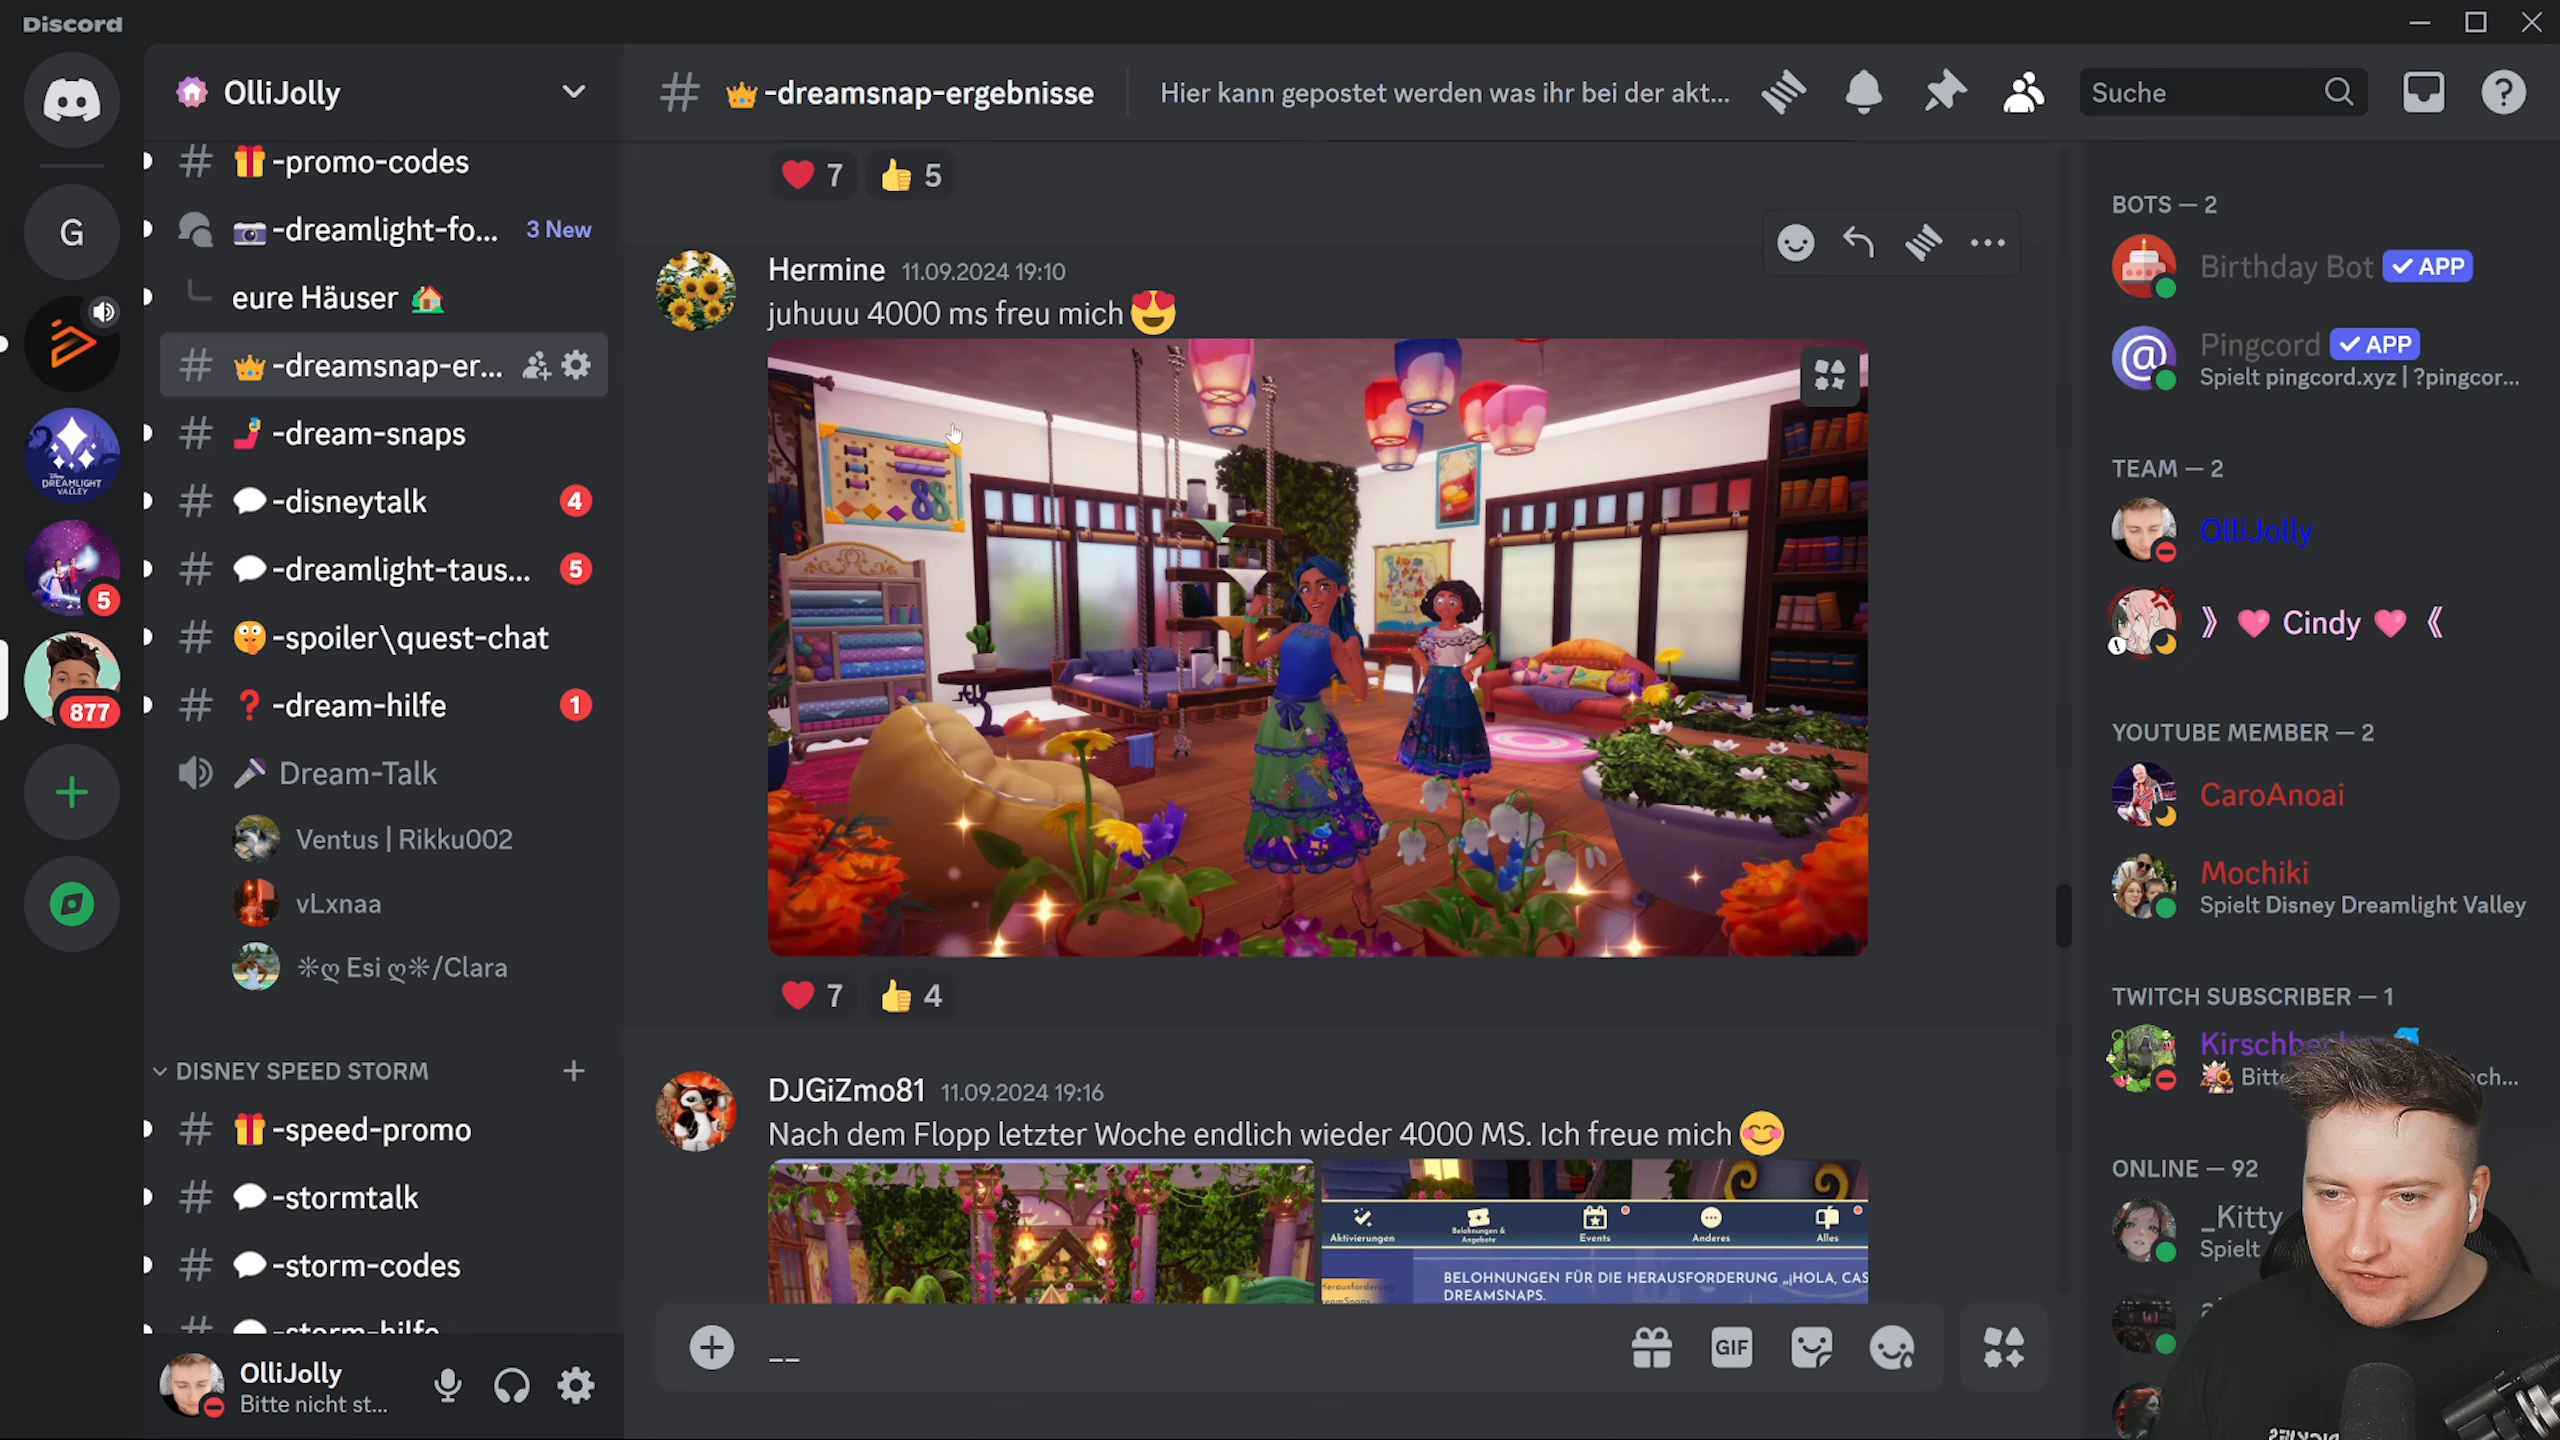 Discord
OlliJolly
-promo-codes
-dreamlight-fo... 3 New
eure Häuser
-dreamsnap-er...
-dream-snaps
-disneytalk 4
-dreamlight-taus... 5
-spoiler\quest-chat
-dream-hilfe 1
Dream-Talk
Ventus | Rikku002
vLxnaa
Esi /Clara
DISNEY SPEED STORM
-speed-promo
-stormtalk
-storm-codes
-storm-hilfe
OlliJolly
Bitte nicht st...
G
DREAMLIGHT VALLEY
5
877
-dreamsnap-ergebnisse
Hier kann gepostet werden was ihr bei der akt...
Suche
7 5
Hermine 11.09.2024 19:10
juhuuu 4000 ms freu mich
7 4
DJGiZmo81 11.09.2024 19:16
Nach dem Flopp letzter Woche endlich wieder 4000 MS. Ich freue mich
Aktivierungen
Belohnungen & Angebote
Events
Anderes
Alles
BELOHNUNGEN FÜR DIE HERAUSFORDERUNG „¡HOLA, CAS
DREAMSNAPS.
GIF
BOTS — 2
Birthday Bot APP
Pingcord APP
Spielt pingcord.xyz | ?pingcor...
TEAM — 2
OlliJolly
Cindy
YOUTUBE MEMBER — 2
CaroAnoai
Mochiki
Spielt Disney Dreamlight Valley
TWITCH SUBSCRIBER — 1
ONLINE — 92
_Kitty
Spielt